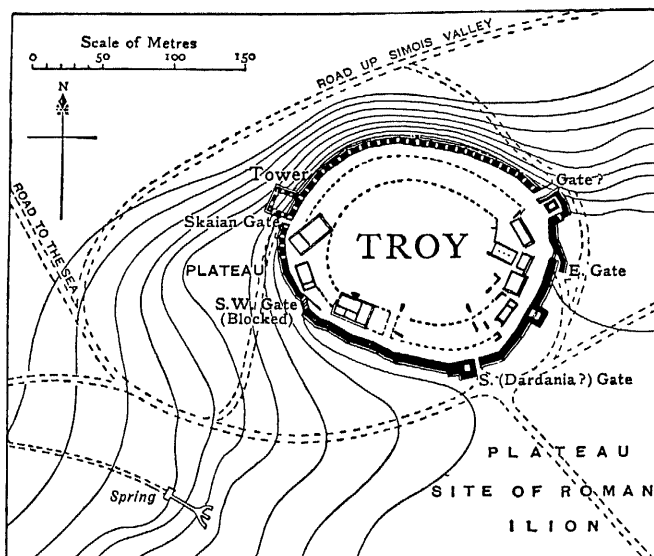 Scale of Metres
0 50 100 150
N
ROAD UP SIMOIS VALLEY
ROAD TO THE SEA
Tower
Skaian Gate
PLATEAU
S.W. Gate
(Blocked)
TROY
Gate?
E. Gate
S. (Dardania?) Gate
Spring
PLATEAU
SITE OF ROMAN
ILION